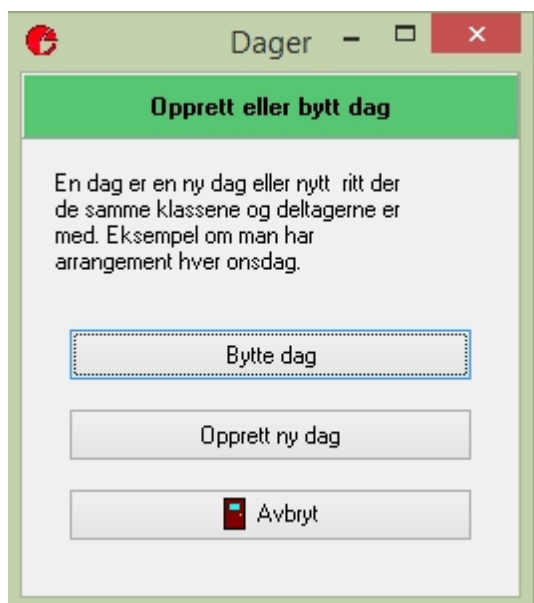 Dager
Opprett eller bytt dag
En dag er en ny dag eller nytt  ritt der
de samme klassene og deltagerne er
med. Eksempel om man har
arrangement hver onsdag.
Bytte dag
Opprett ny dag
Avbryt